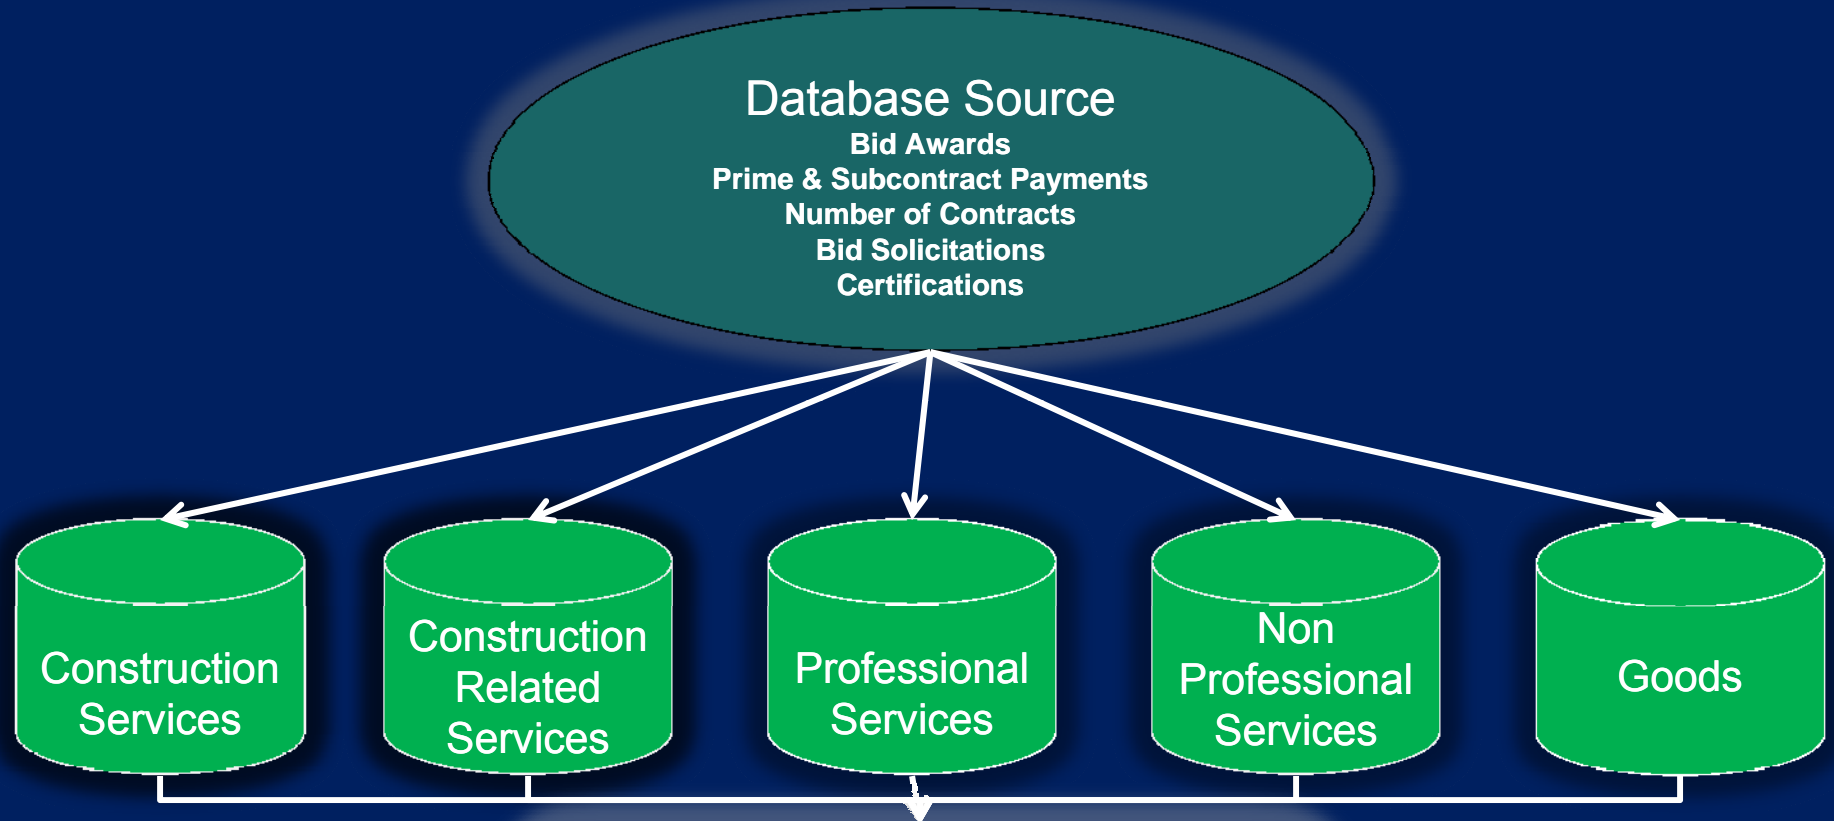 Database Source
Bid Awards
Prime & Subcontract Payments
Number of Contracts
Bid Solicitations
Certifications
Construction
Services
Construction
Related
Services
Professional
Services
Non
Professional
Services
Goods